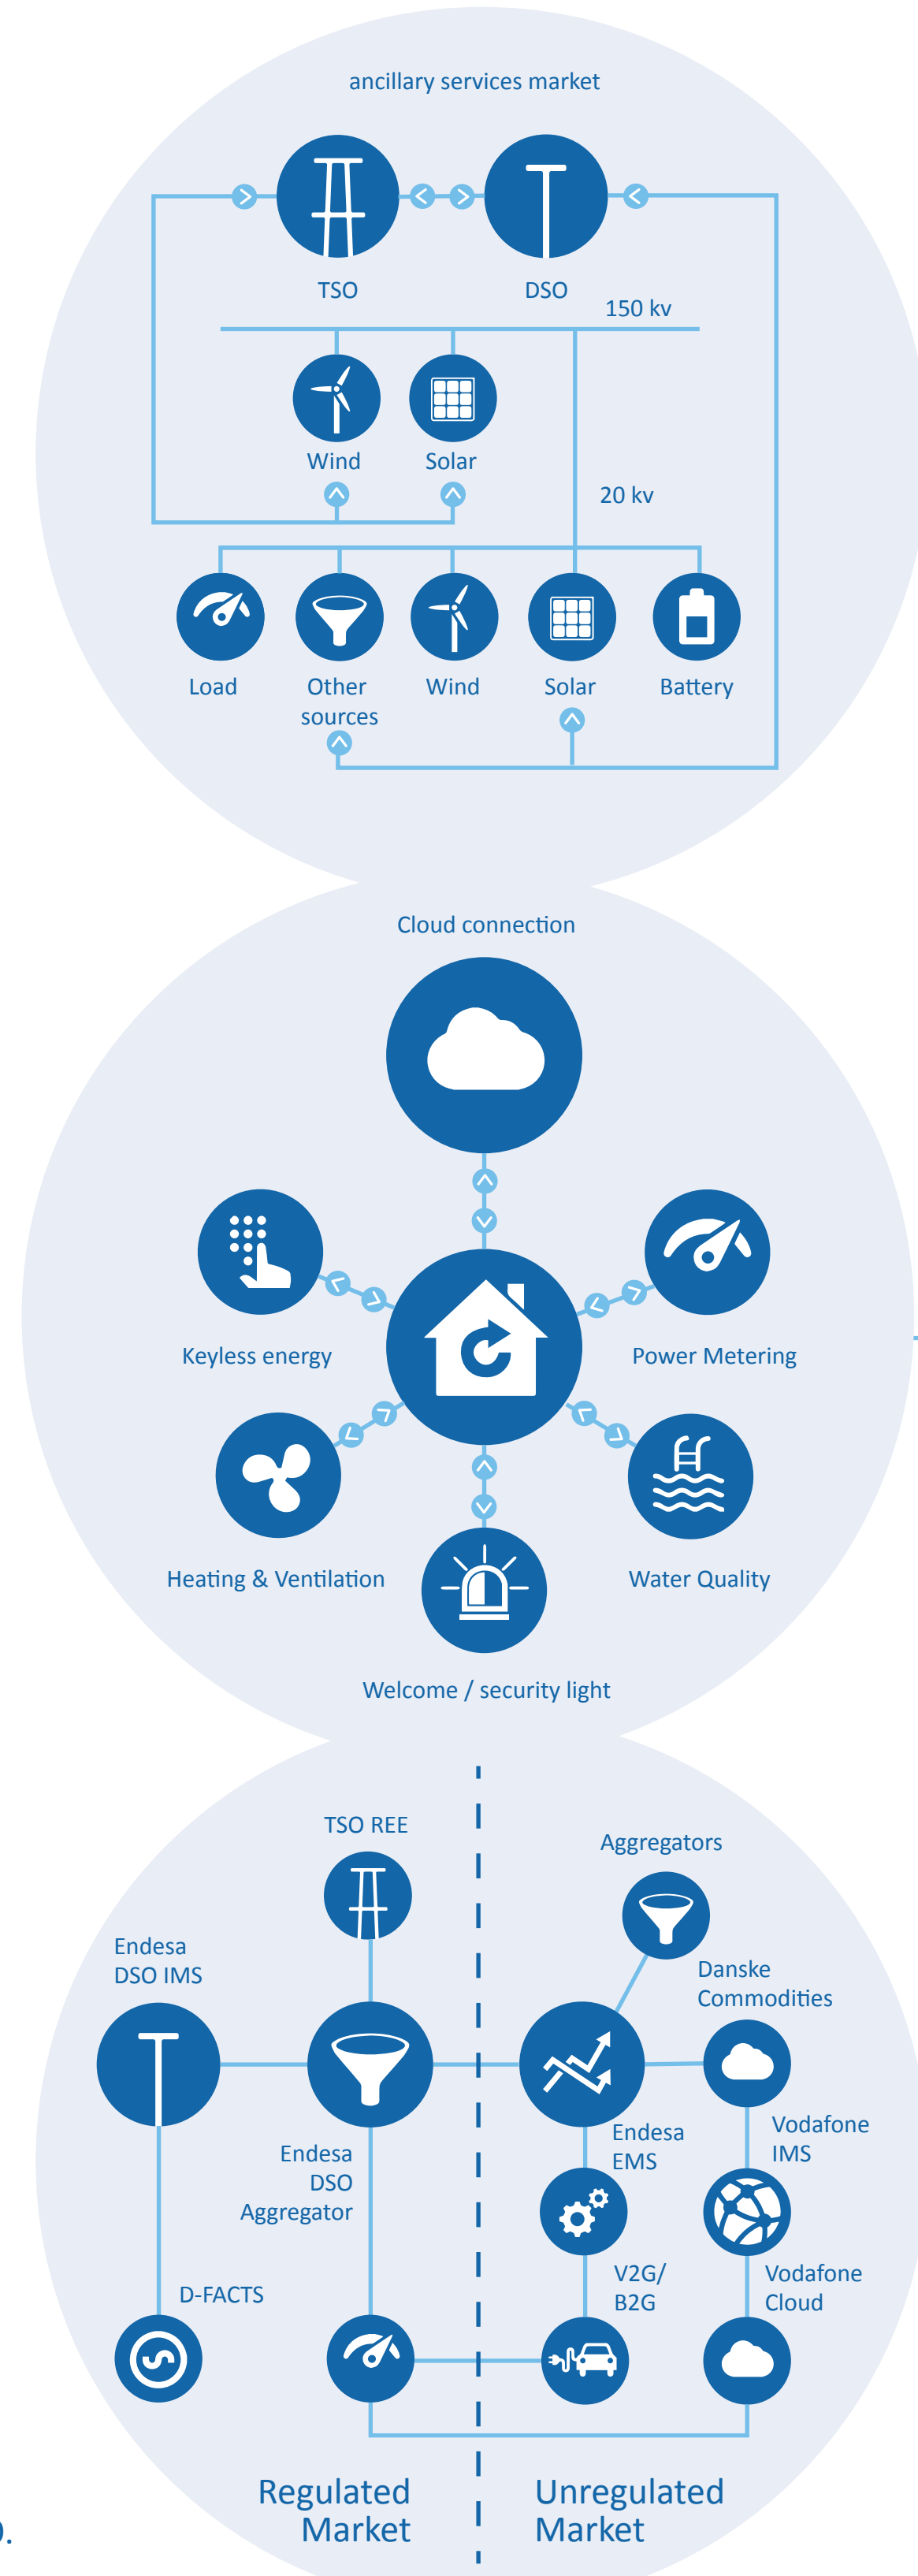 ancillary services market
TSO
DSO
150 kv
Wind
Solar
20 kv
Load
Other
sources
Wind
Solar
Battery
Cloud connection
Keyless energy
Power Metering
Heating & Ventilation
Water Quality
Welcome / security light
TSO REE
Aggregators
Endesa
DSO IMS
Danske
Commodities
Endesa
DSO
Aggregator
Endesa
EMS
Vodafone
IMS
D-FACTS
V2G/
B2G
Vodafone
Cloud
Regulated
Market
Unregulated
Market